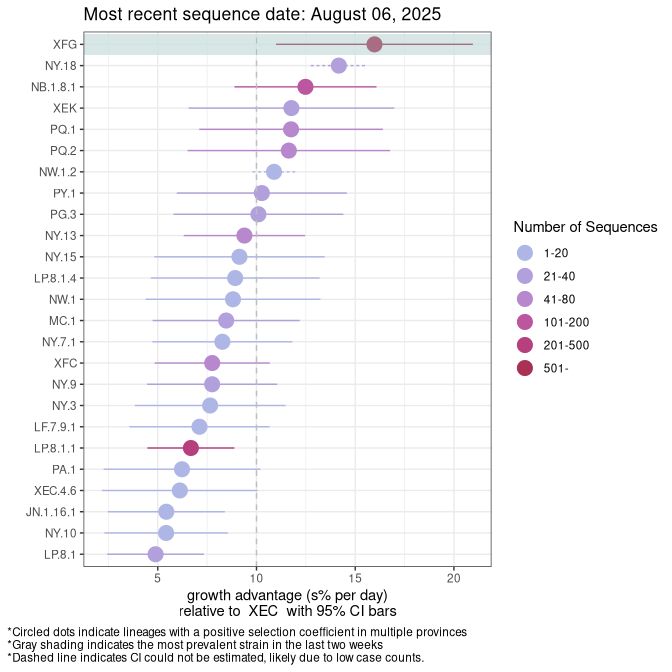 Most recent sequence date: August 06, 2025
XFG
NY.18
NB.1.8.1
XEK
PQ.1
PQ.2
NW.1.2
PY.1
PG.3
NY.13
NY.15
LP.8.1.4
NW.1
MC.1
NY.7.1
XFC
NY.9
NY.3
LF.7.9.1
LP.8.1.1
PA.1
XEC.4.6
JN.1.16.1
NY.10
LP.8.1
5 10 15 20
growth advantage (s% per day)
relative to XEC with 95% CI bars
Number of Sequences
1-20
21-40
41-80
101-200
201-500
501-
*Circled dots indicate lineages with a positive selection coefficient in multiple provinces
*Gray shading indicates the most prevalent strain in the last two weeks
*Dashed line indicates CI could not be estimated, likely due to low case counts.